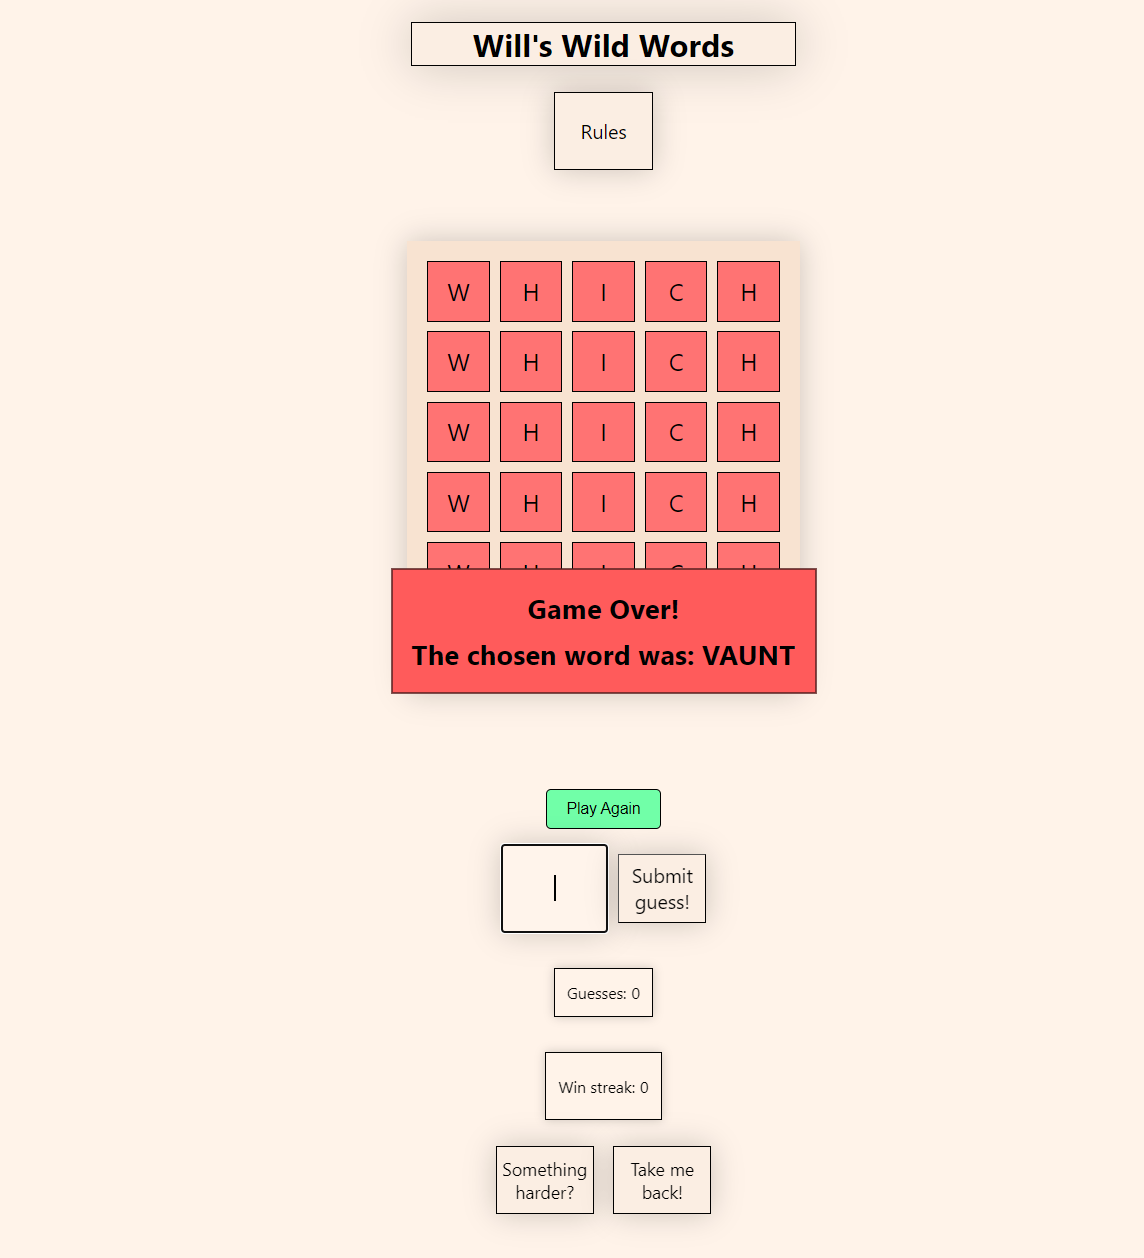 Will's Wild Words
Rules
W H I C H
W H I C H
W H I C H
W H I C H
W H I C H
Game Over!
The chosen word was: VAUNT
Play Again
Submit
guess!
Guesses: 0
Win streak: 0
Something
harder?
Take me
back!